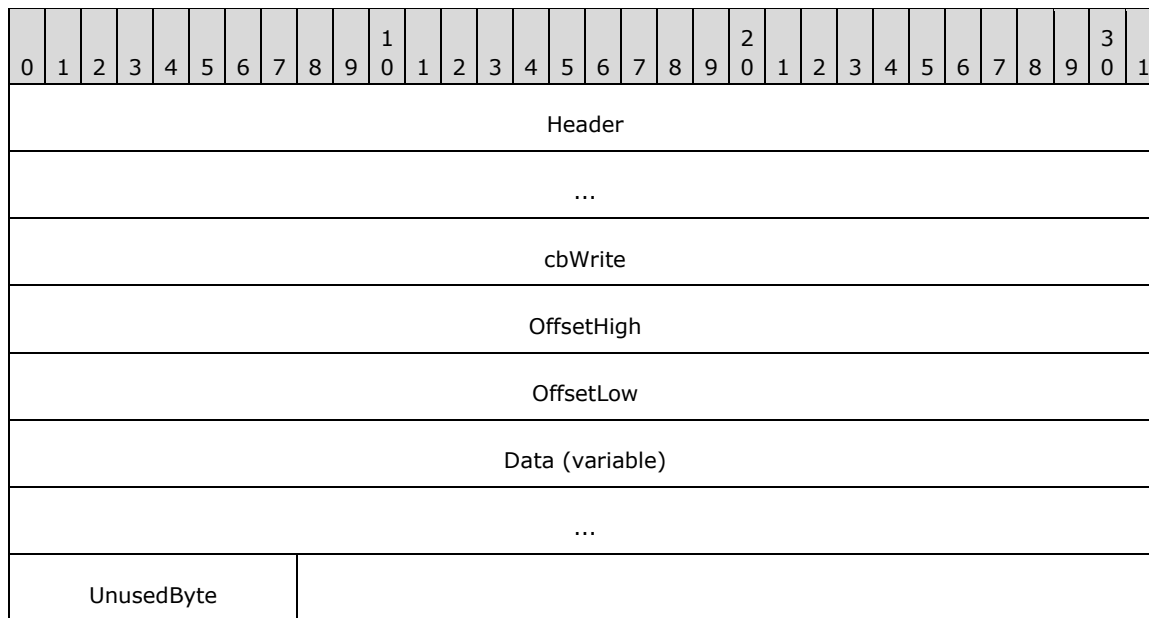 0 1 2 3 4 5 6 7 8 9 1 0 1 2 3 4 5 6 7 8 9 2 0 1 2 3 4 5 6 7 8 9 3 0 1
Header
...
cbWrite
OffsetHigh
OffsetLow
Data (variable)
...
UnusedByte